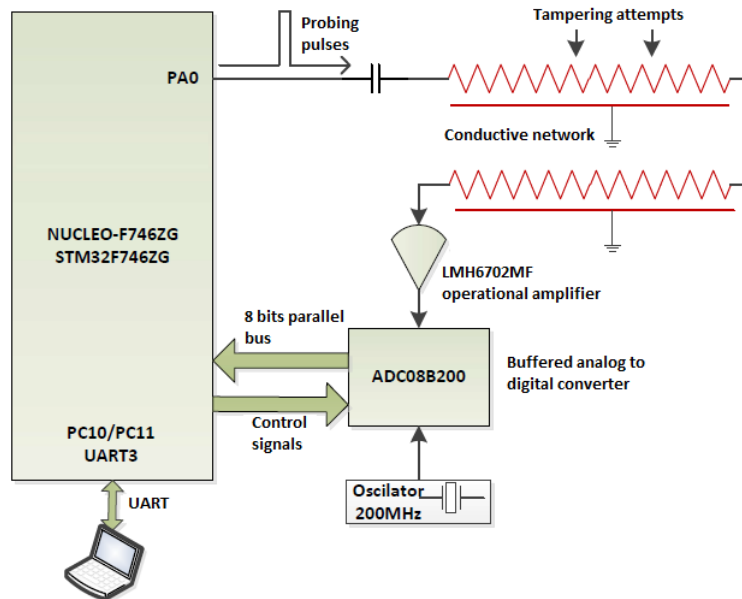 Probing
pulses
Tampering attempts
PA0
Conductive network
NUCLEO-F746ZG
STM32F746ZG
LMH6702MF
operational amplifier
8 bits parallel
bus
ADC08B200
Buffered analog to
digital converter
Control
signals
PC10/PC11
UART3
UART
Oscilator
200MHz